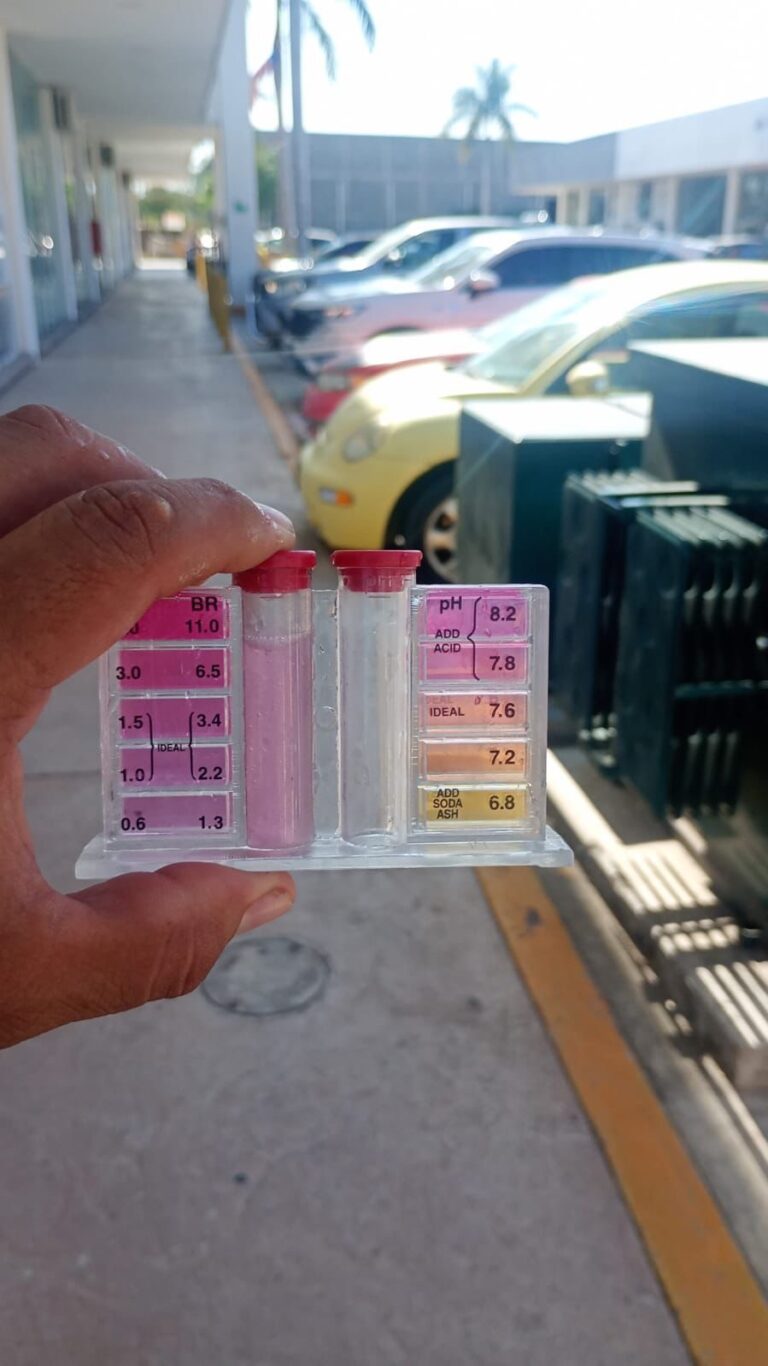 BR
11.0
3.0 6.5
1.5 3.4
IDEAL
1.0 2.2
0.6 1.3
pH 8.2
ADD
ACID
7.8
IDEAL 7.6
7.2
ADD
SODA
ASH
6.8